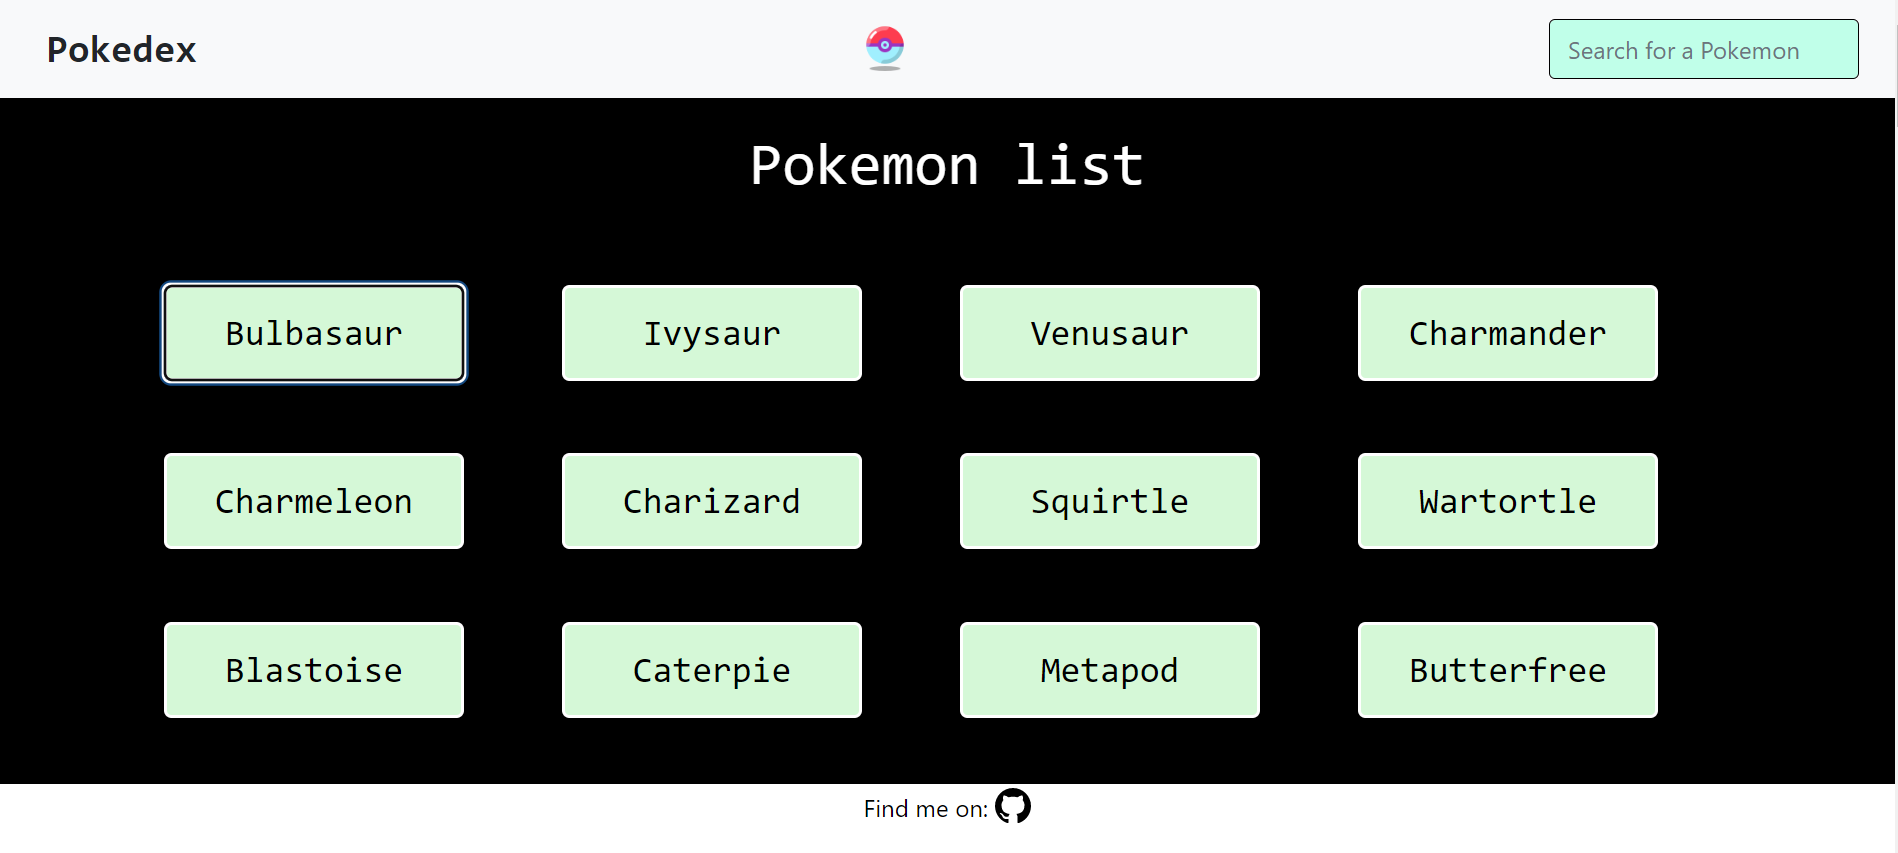 Pokedex
Search for a Pokemon
Pokemon list
Bulbasaur
Ivysaur
Venusaur
Charmander
Charmeleon
Charizard
Squirtle
Wartortle
Blastoise
Caterpie
Metapod
Butterfree
Find me on: